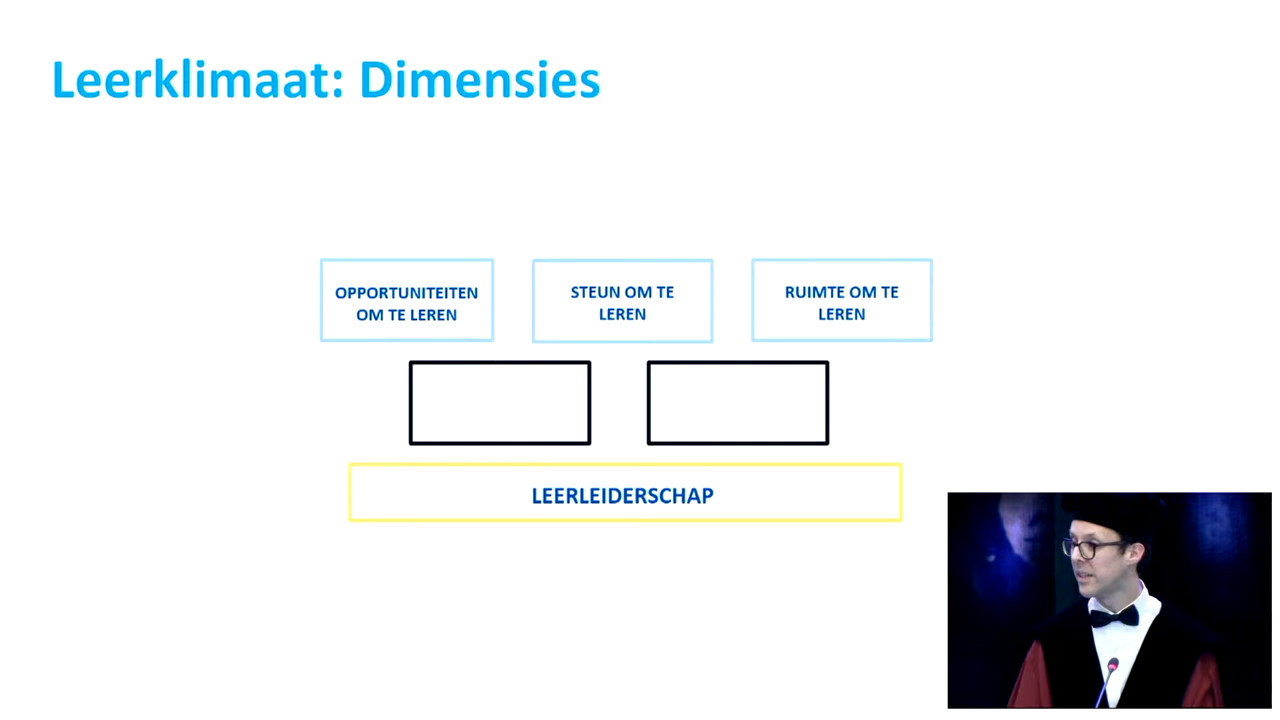 Leerklimaat: Dimensies
OPPORTUNITEITEN
OM TE LEREN
STEUN OM TE
LEREN
RUIMTE OM TE
LEREN
LEERLEIDERSCHAP